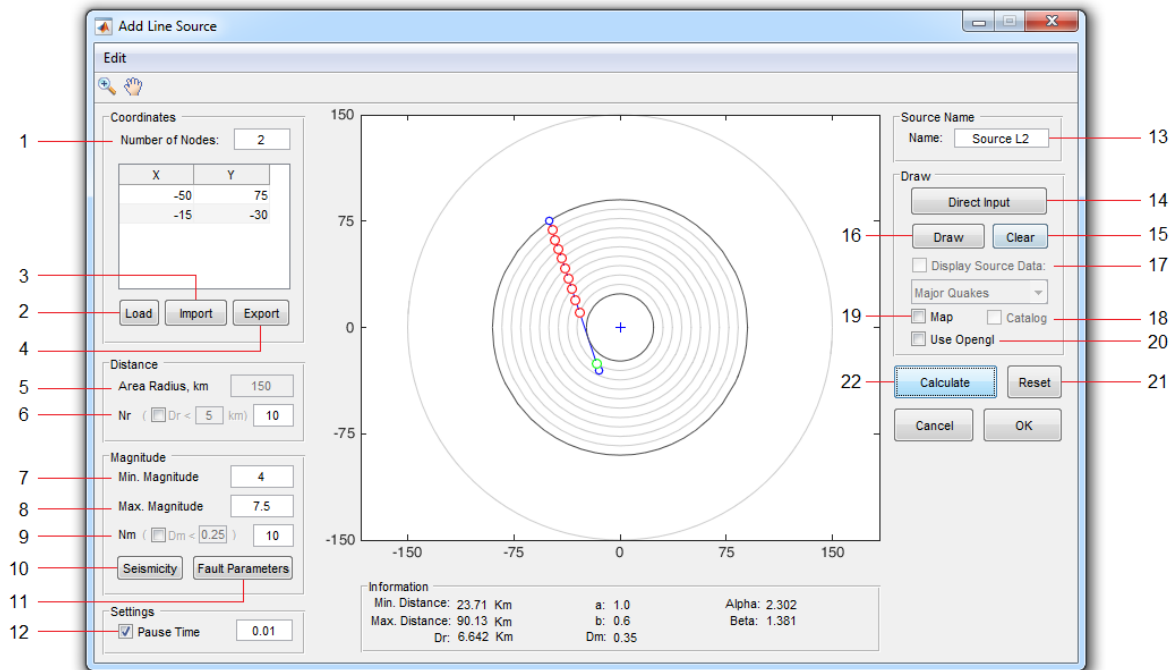 Add Line Source
Edit
Coordinates
1 Number of Nodes: 2
X Y
-50 75
-15 -30
3
2 Load Import Export
4
Distance
5 Area Radius, km 150
6 Nr ( Dr < 5 km) 10
Magnitude
7 Min. Magnitude 4
8 Max. Magnitude 7.5
9 Nm ( Dm < 0.25 ) 10
10 Seismicity Fault Parameters
11
Settings
12 Pause Time 0.01
150
75
0
-75
-150
-150 -75 0 75 150
Information
Min. Distance: 23.71 Km a: 1.0 Alpha: 2.302
Max. Distance: 90.13 Km b: 0.6 Beta: 1.381
Dr: 6.642 Km Dm: 0.35
Source Name
Name: Source L2 13
Draw
Direct Input 14
16 Draw Clear 15
Display Source Data: 17
Major Quakes
19 Map Catalog 18
Use Opengl 20
22 Calculate Reset 21
Cancel OK